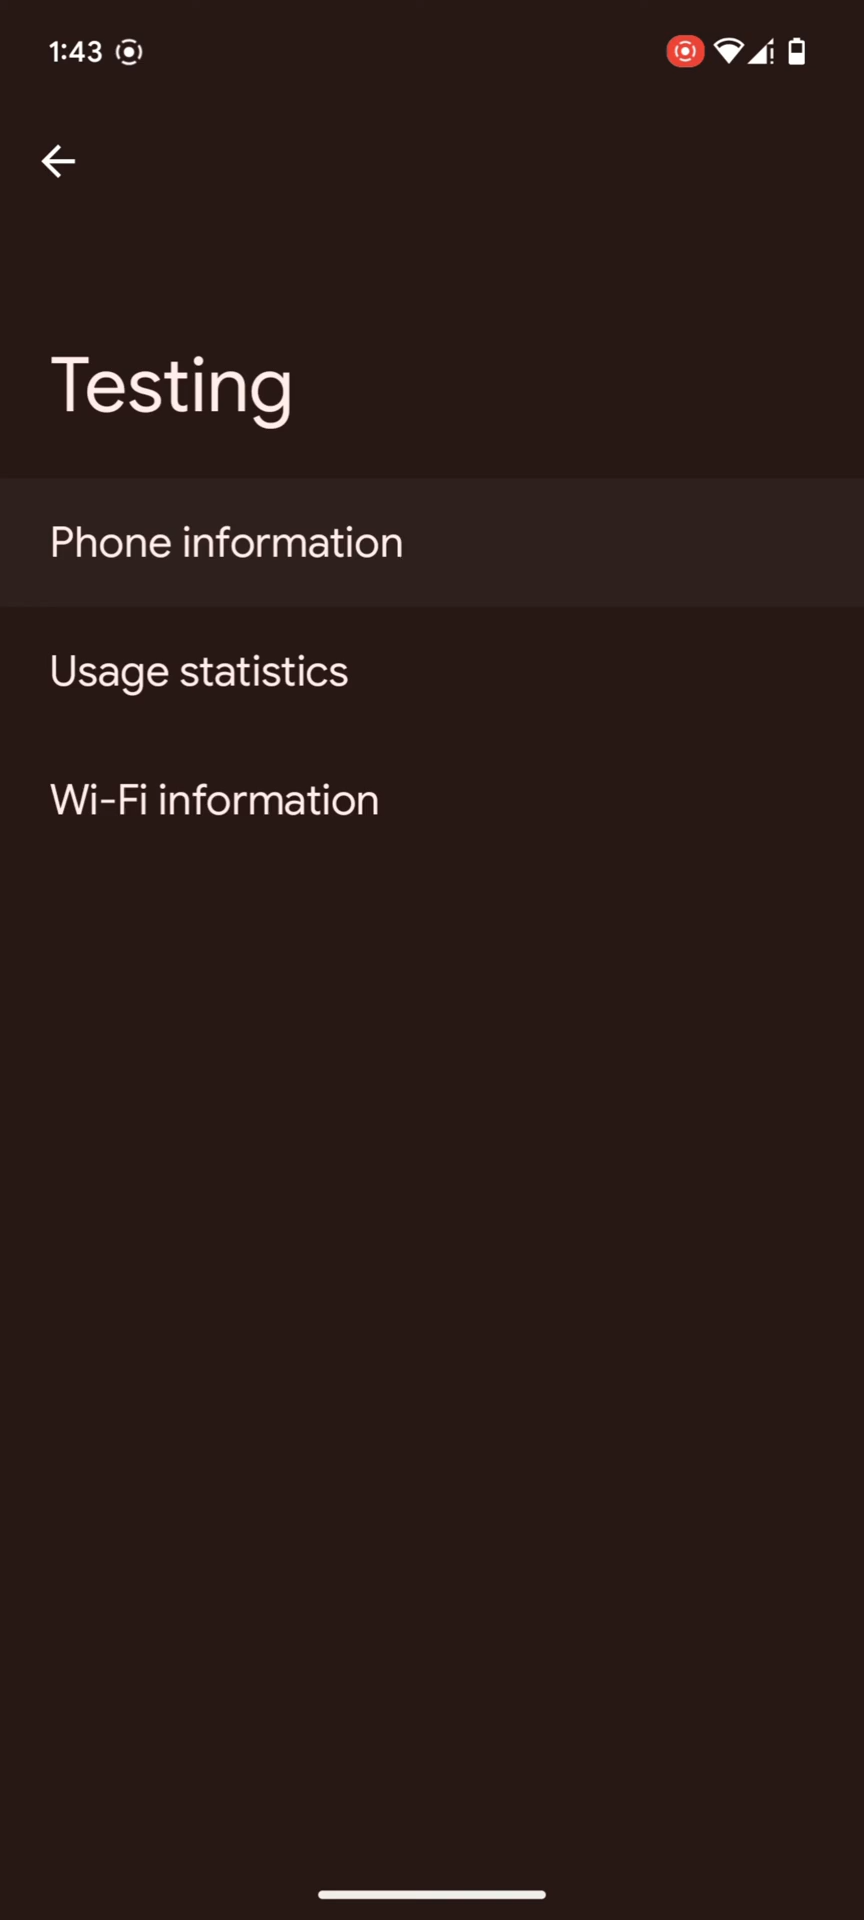 1:43
Testing
Phone information
Usage statistics
Wi-Fi information